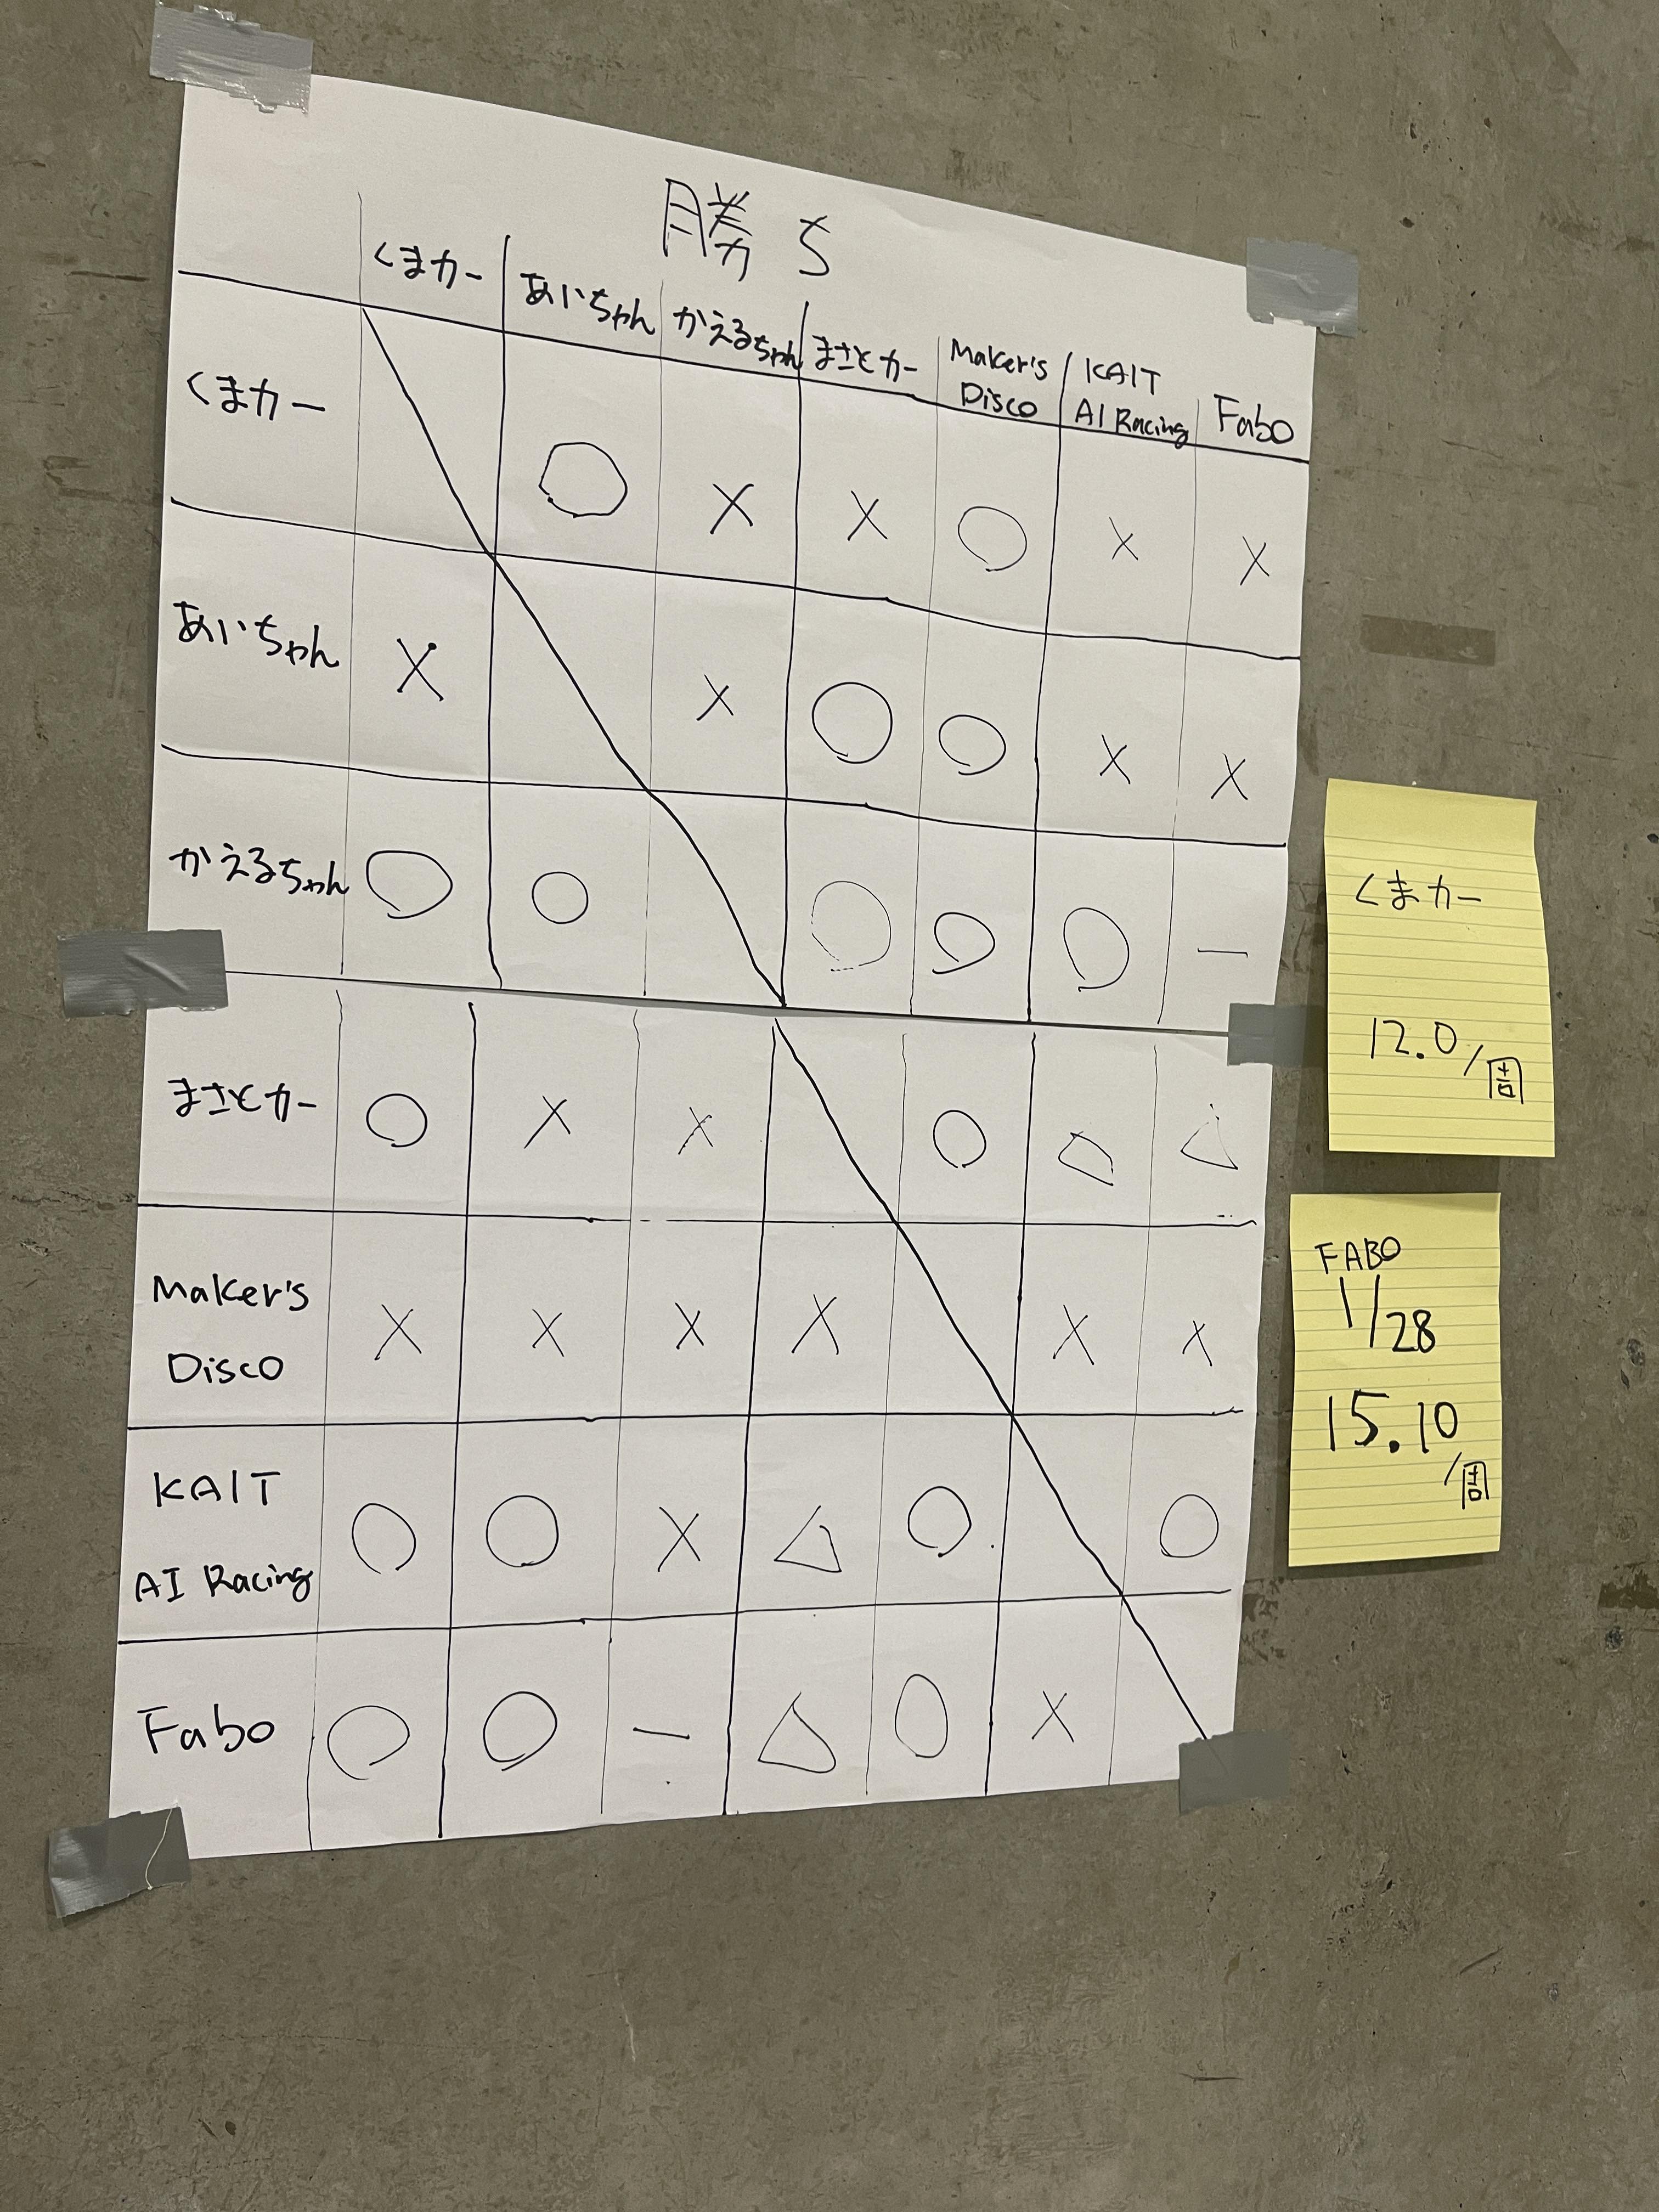 勝ち
くまカー
あいちゃん
かえるちゃん
まさとカー
Maker's
Disco
KAIT
AI Racing
Fabo
くまカー ○ × × ○ × ×
あいちゃん × × ○ ○ × ×
かえるちゃん ○ ○ ○ ○ ○ −
まさとカー ○ × × ○ △ △
Maker's
Disco × × × × × ×
KAIT
AI Racing ○ ○ × △ ○ ○
Fabo ○ ○ − △ ○ ×
くまカー
12.0/周
FABO
1/28
15.10
/周